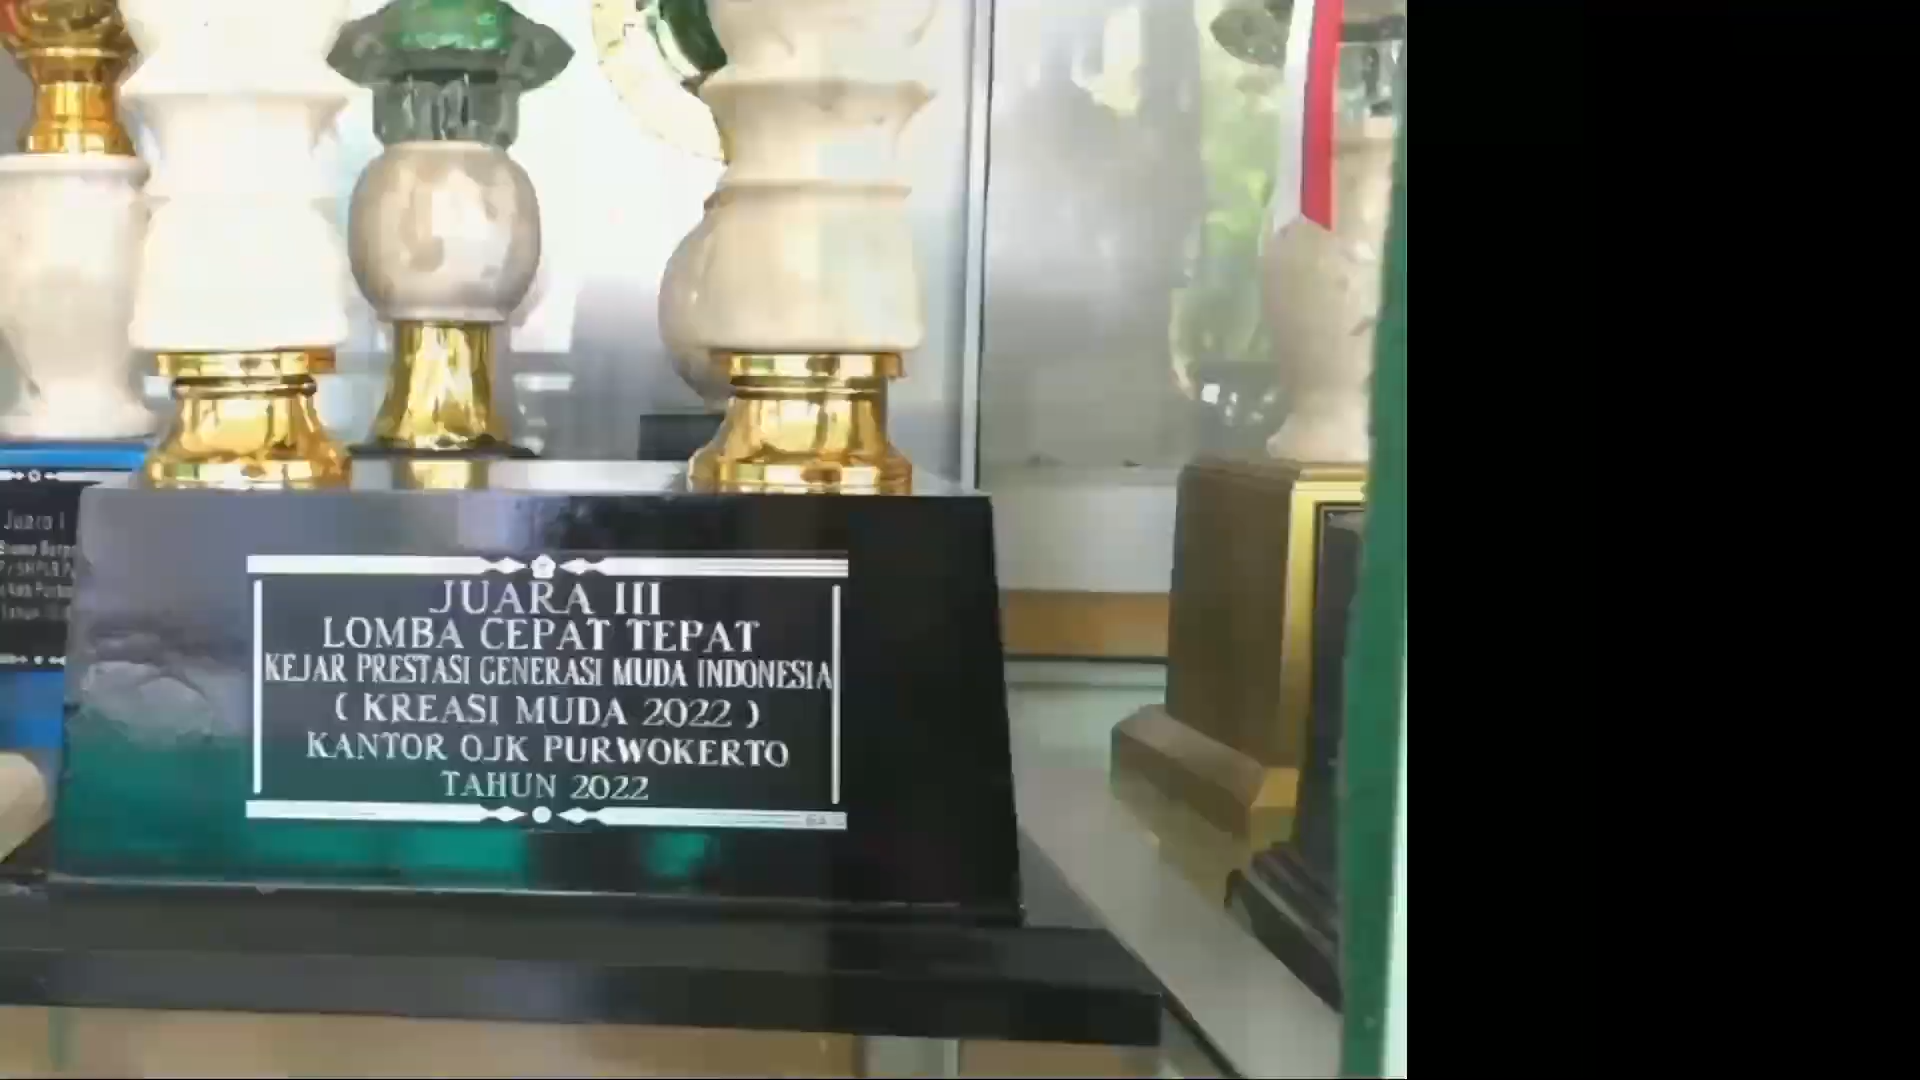 JUARA III
LOMBA CEPAT TEPAT
KEJAR PRESTASI GENERASI MUDA INDONESIA
( KREASI MUDA 2022 )
KANTOR OJK PURWOKERTO
TAHUN 2022
Juara I